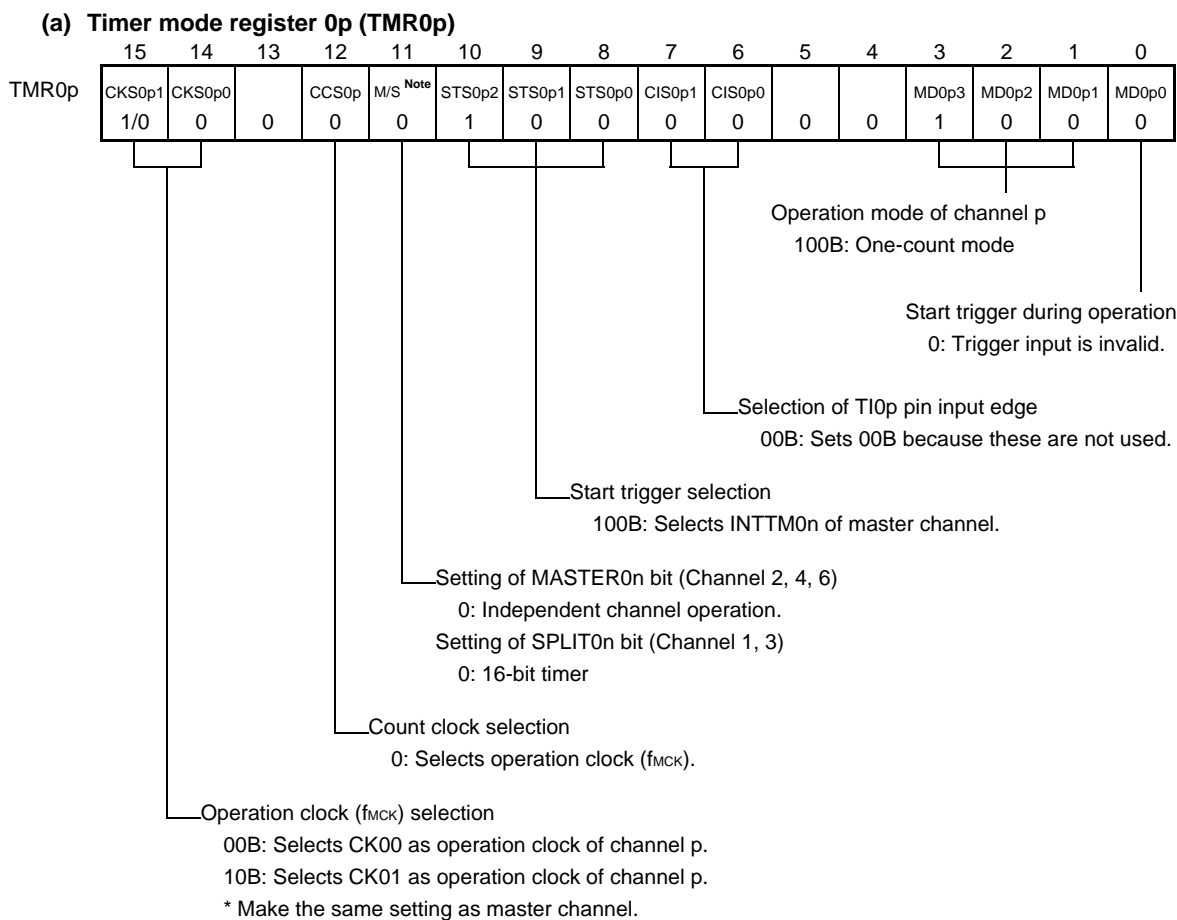 (a) Timer mode register 0p (TMR0p)
15 14 13 12 11 10 9 8 7 6 5 4 3 2 1 0
TMR0p CKS0p1 CKS0p0 CCS0p M/S Note STS0p2 STS0p1 STS0p0 CIS0p1 CIS0p0 MD0p3 MD0p2 MD0p1 MD0p0
1/0 0 0 0 0 1 0 0 0 0 0 0 1 0 0 0
Operation mode of channel p
100B: One-count mode
Start trigger during operation
0: Trigger input is invalid.
Selection of TI0p pin input edge
00B: Sets 00B because these are not used.
Start trigger selection
100B: Selects INTTM0n of master channel.
Setting of MASTER0n bit (Channel 2, 4, 6)
0: Independent channel operation.
Setting of SPLIT0n bit (Channel 1, 3)
0: 16-bit timer
Count clock selection
0: Selects operation clock (fMCK).
Operation clock (fMCK) selection
00B: Selects CK00 as operation clock of channel p.
10B: Selects CK01 as operation clock of channel p.
* Make the same setting as master channel.